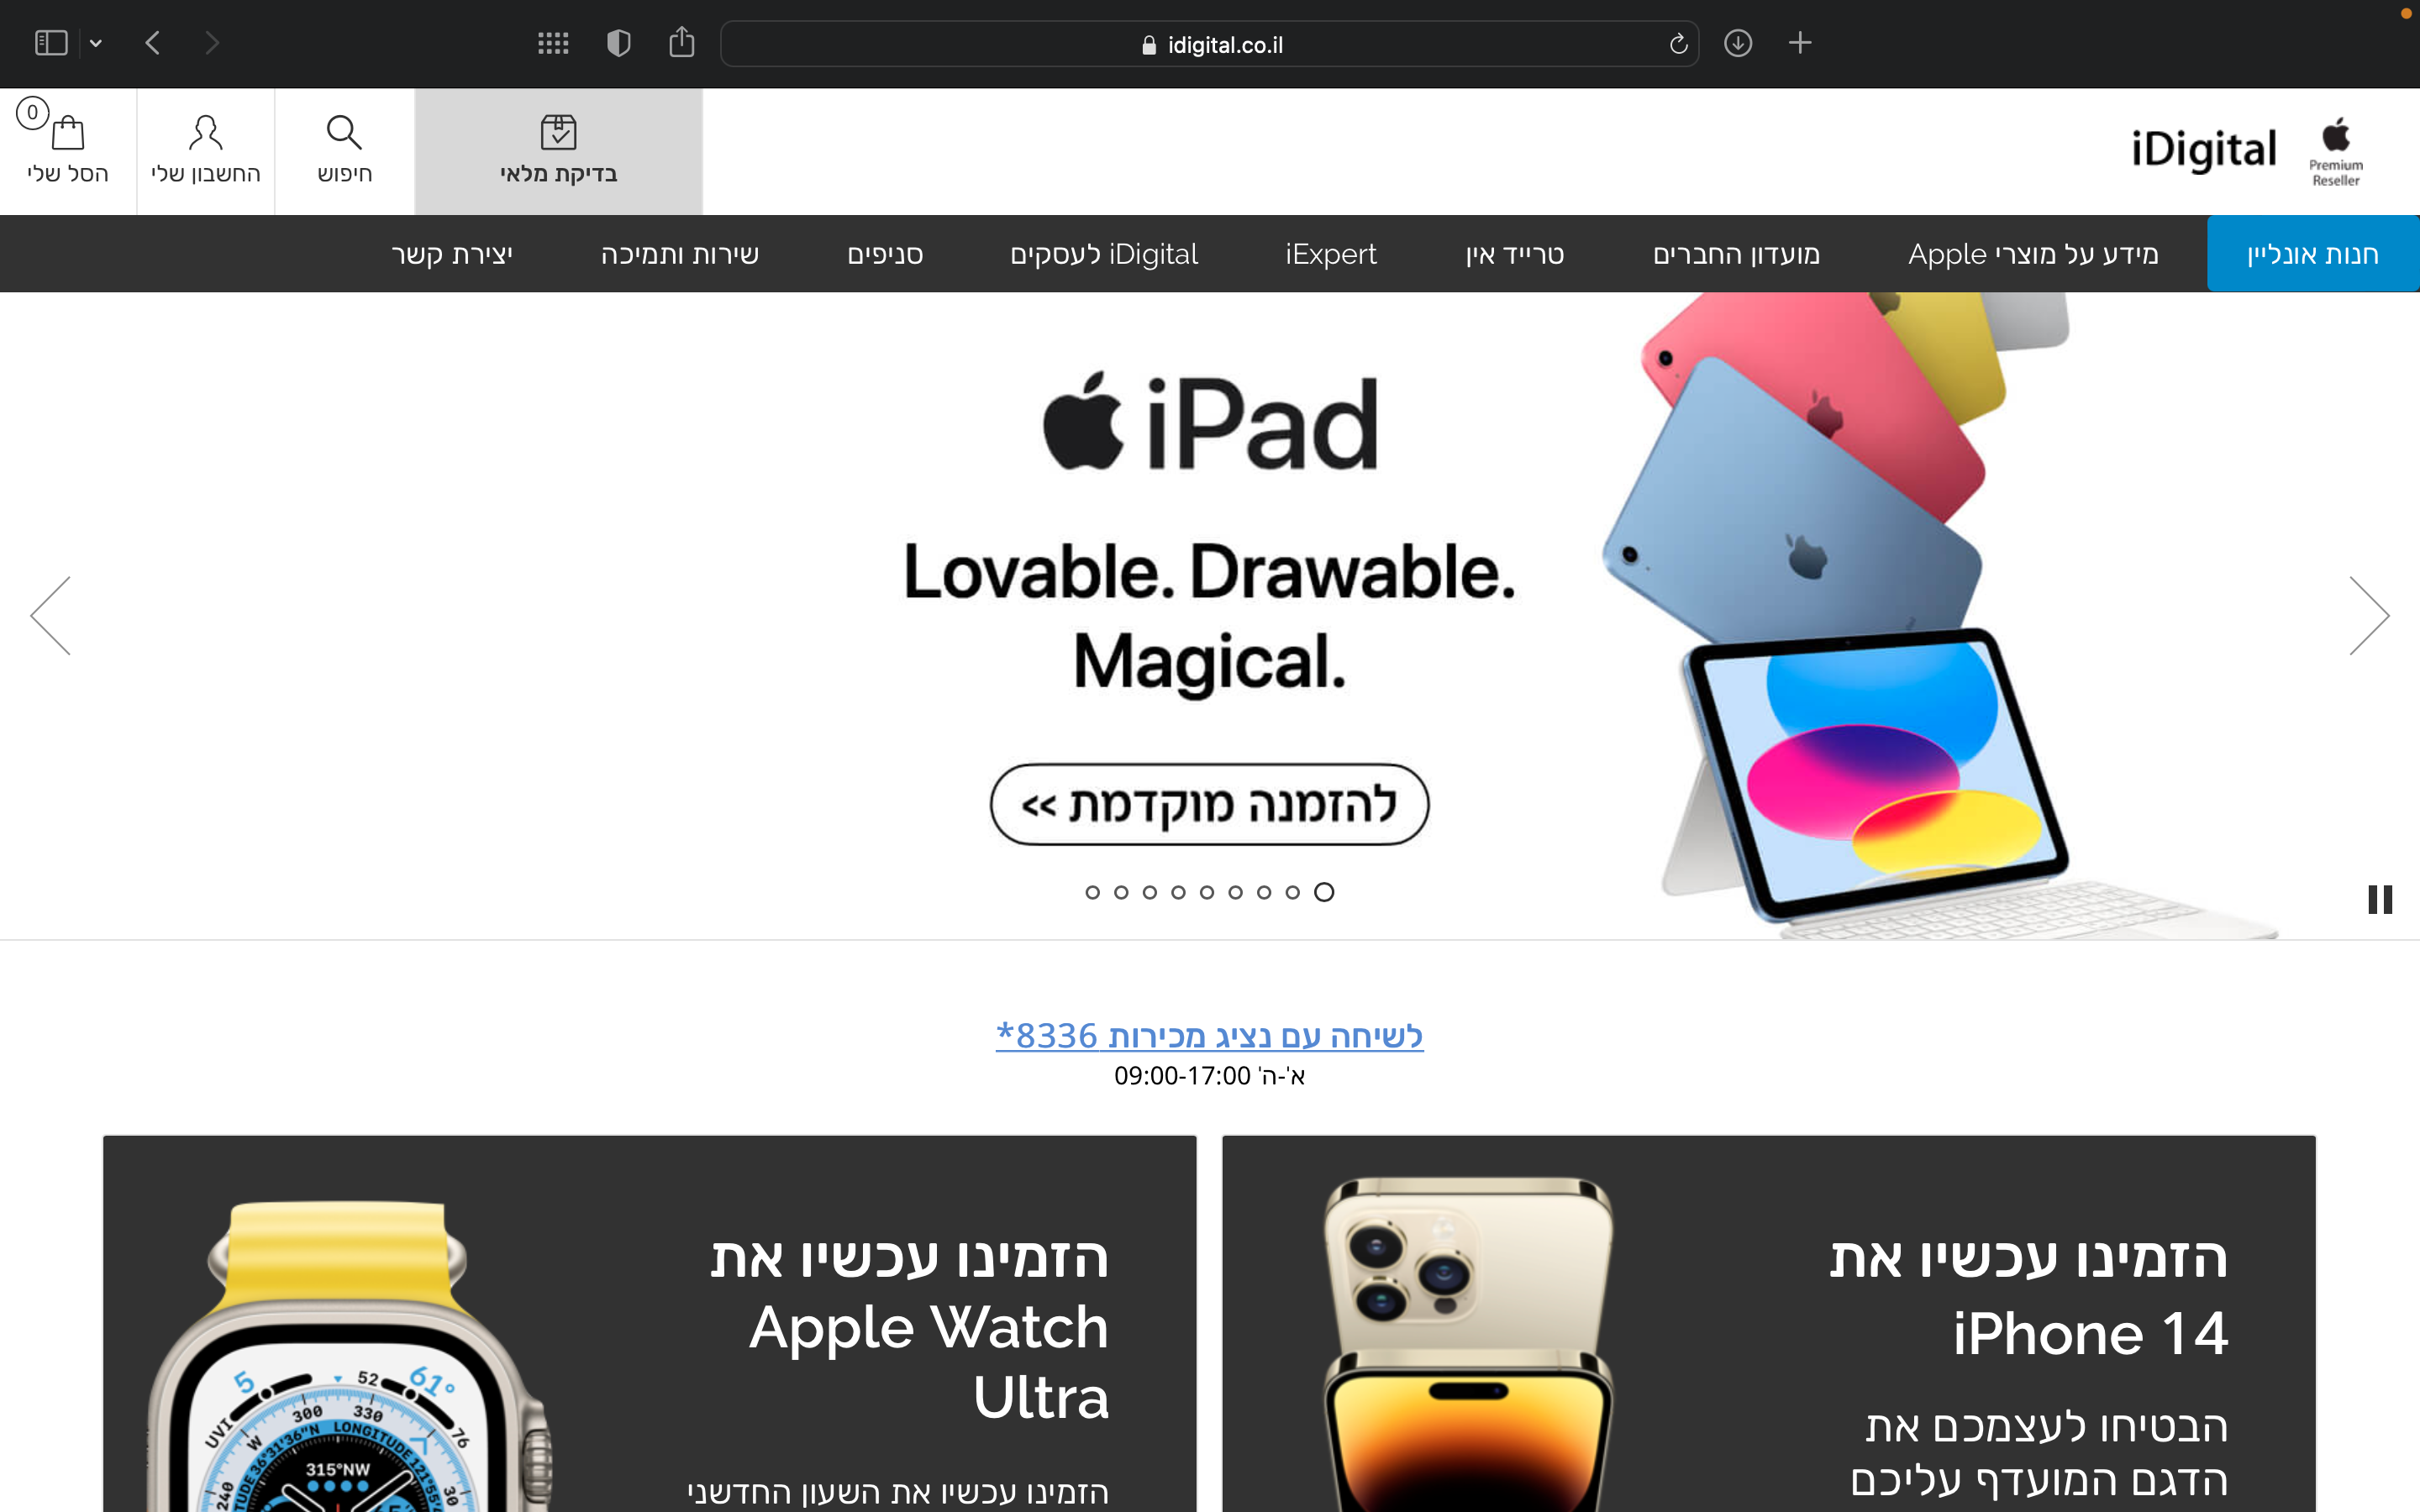 idigital.co.il
0
הסל שלי
החשבון שלי
חיפוש
בדיקת מלאי
iDigital
Premium
Reseller
חנות אונליין
מידע על מוצרי Apple
מועדון החברים
טרייד אין
iExpert
iDigital לעסקים
סניפים
שירות ותמיכה
יצירת קשר
iPad
Lovable. Drawable.
Magical.
להזמנה מוקדמת >>
לשיחה עם נציג מכירות 8336*
א'-ה' 09:00-17:00
הזמינו עכשיו את
iPhone 14
הבטיחו לעצמכם את
הדגם המועדף עליכם
הזמינו עכשיו את
Apple Watch
Ultra
הזמינו עכשיו את השעון החדשני
5
52
61°
UVI
300
330
76
W
LONGITUDE
315°NW
240
30